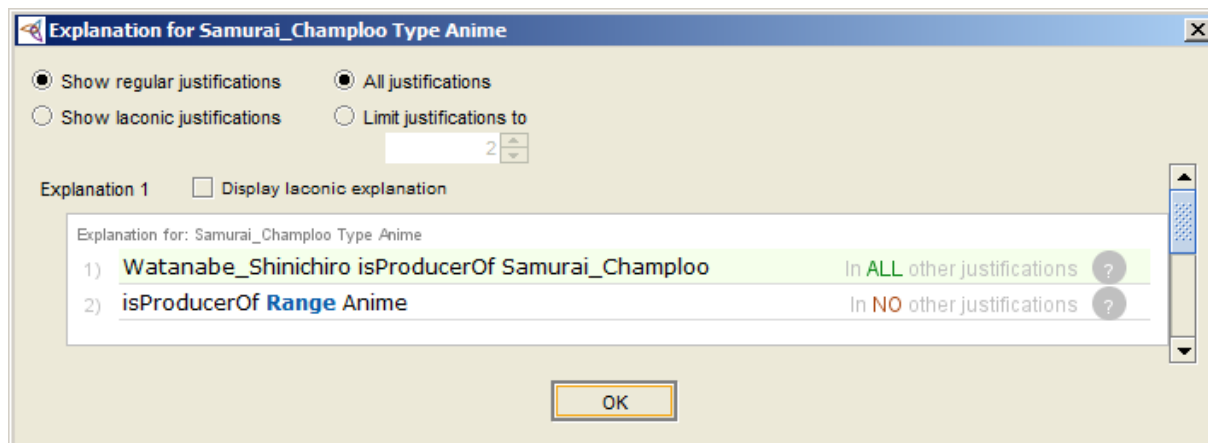 Explanation for Samurai_Champloo Type Anime
Show regular justifications All justifications
Show laconic justifications Limit justifications to
2
Explanation 1 Display laconic explanation
Explanation for: Samurai_Champloo Type Anime
1) Watanabe_Shinichiro isProducerOf Samurai_Champloo In ALL other justifications ?
2) isProducerOf Range Anime In NO other justifications ?
OK